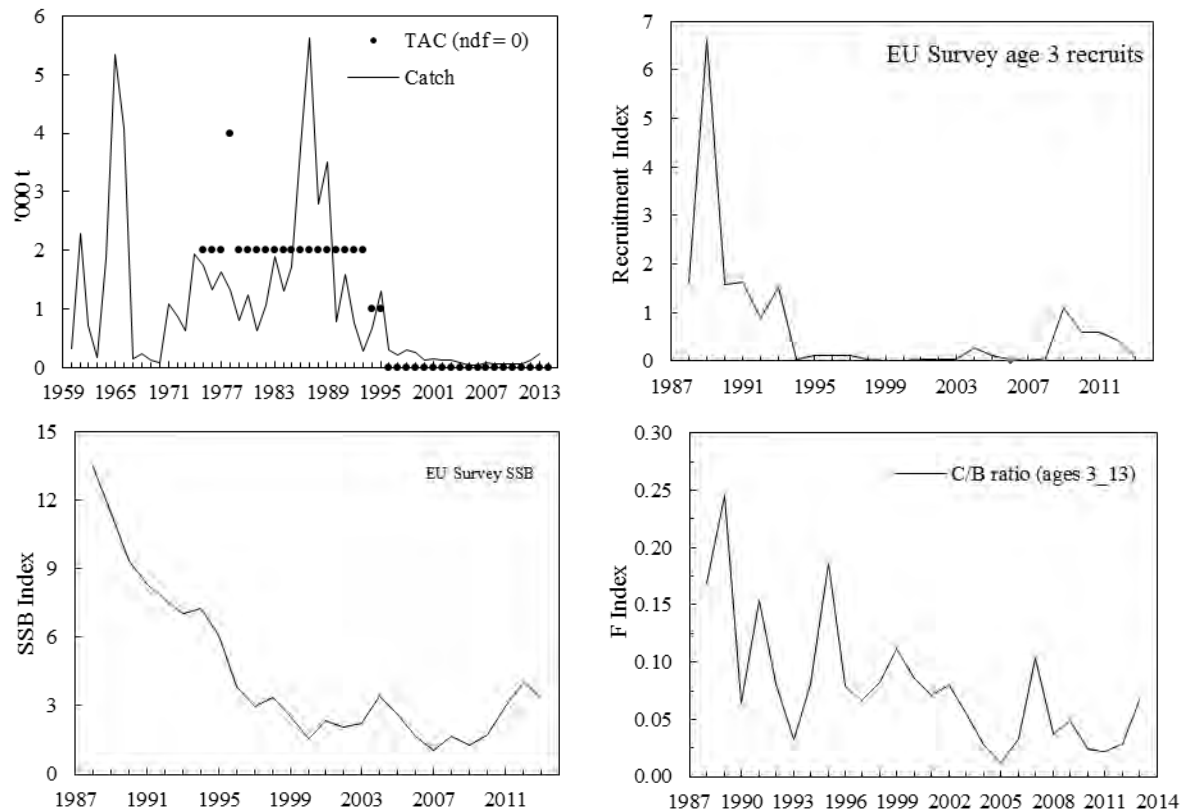 6
5
4
3
2
1
0
'000 t
TAC (ndf = 0)
Catch
1959 1965 1971 1977 1983 1989 1995 2001 2007 2013
7
6
5
4
3
2
1
0
Recruitment Index
EU Survey age 3 recruits
1987 1991 1995 1999 2003 2007 2011
15
12
9
6
3
0
SSB Index
EU Survey SSB
1987 1991 1995 1999 2003 2007 2011
0.30
0.25
0.20
0.15
0.10
0.05
0.00
F Index
C/B ratio (ages 3_13)
1987 1990 1993 1996 1999 2002 2005 2008 2011 2014